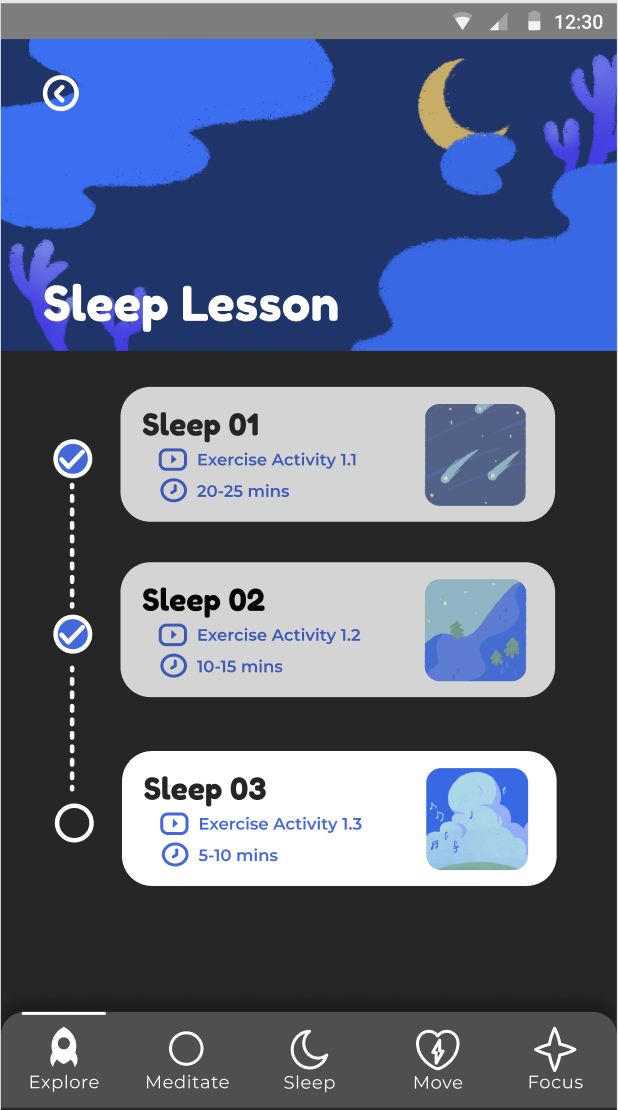 12:30
Sleep Lesson
Sleep 01
Exercise Activity 1.1
20-25 mins
Sleep 02
Exercise Activity 1.2
10-15 mins
Sleep 03
Exercise Activity 1.3
5-10 mins
Explore Meditate Sleep Move Focus